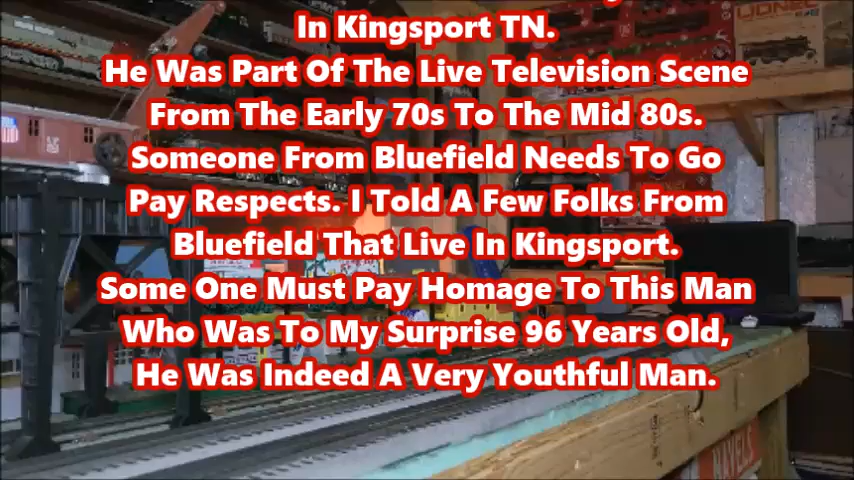 In Kingsport TN.
He Was Part Of The Live Television Scene
From The Early 70s To The Mid 80s.
Someone From Bluefield Needs To Go
Pay Respects. I Told A Few Folks From
Bluefield That Live In Kingsport.
Some One Must Pay Homage To This Man
Who Was To My Surprise 96 Years Old,
He Was Indeed A Very Youthful Man.
LIONEL